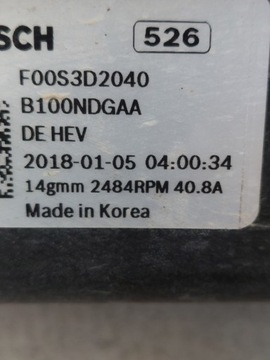 SCH 526
F00S3D2040
B100NDGAA
DE HEV
2018-01-05 04:00:34
14gmm 2484RPM 40.8A
Made in Korea